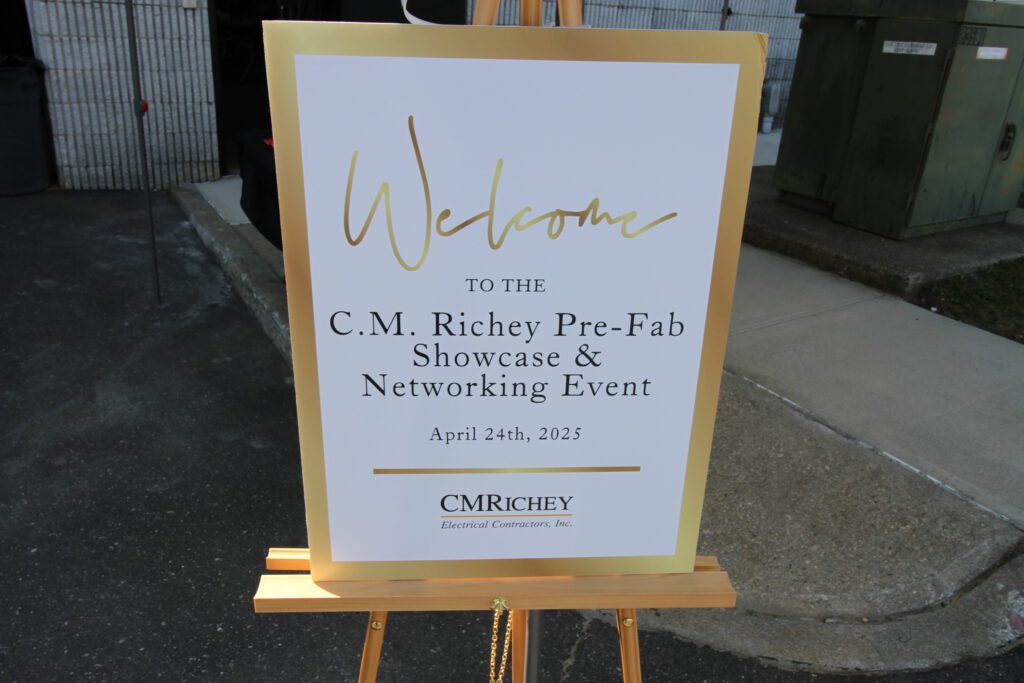 Welcome
TO THE
C.M. Richey Pre-Fab
Showcase &
Networking Event
April 24th, 2025
CMRICHEY
Electrical Contractors, Inc.